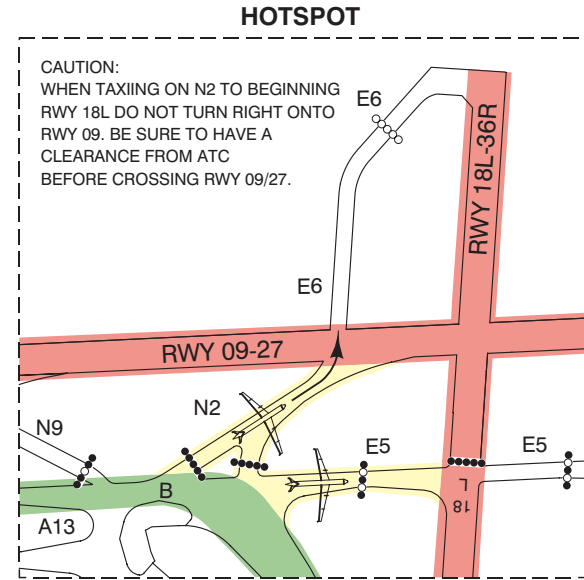 HOTSPOT
CAUTION:
WHEN TAXIING ON N2 TO BEGINNING
RWY 18L DO NOT TURN RIGHT ONTO
RWY 09. BE SURE TO HAVE A
CLEARANCE FROM ATC
BEFORE CROSSING RWY 09/27.
E6
RWY 18L-36R
E6
RWY 09-27
N2
N9
E5
E5
B
18
L
A13